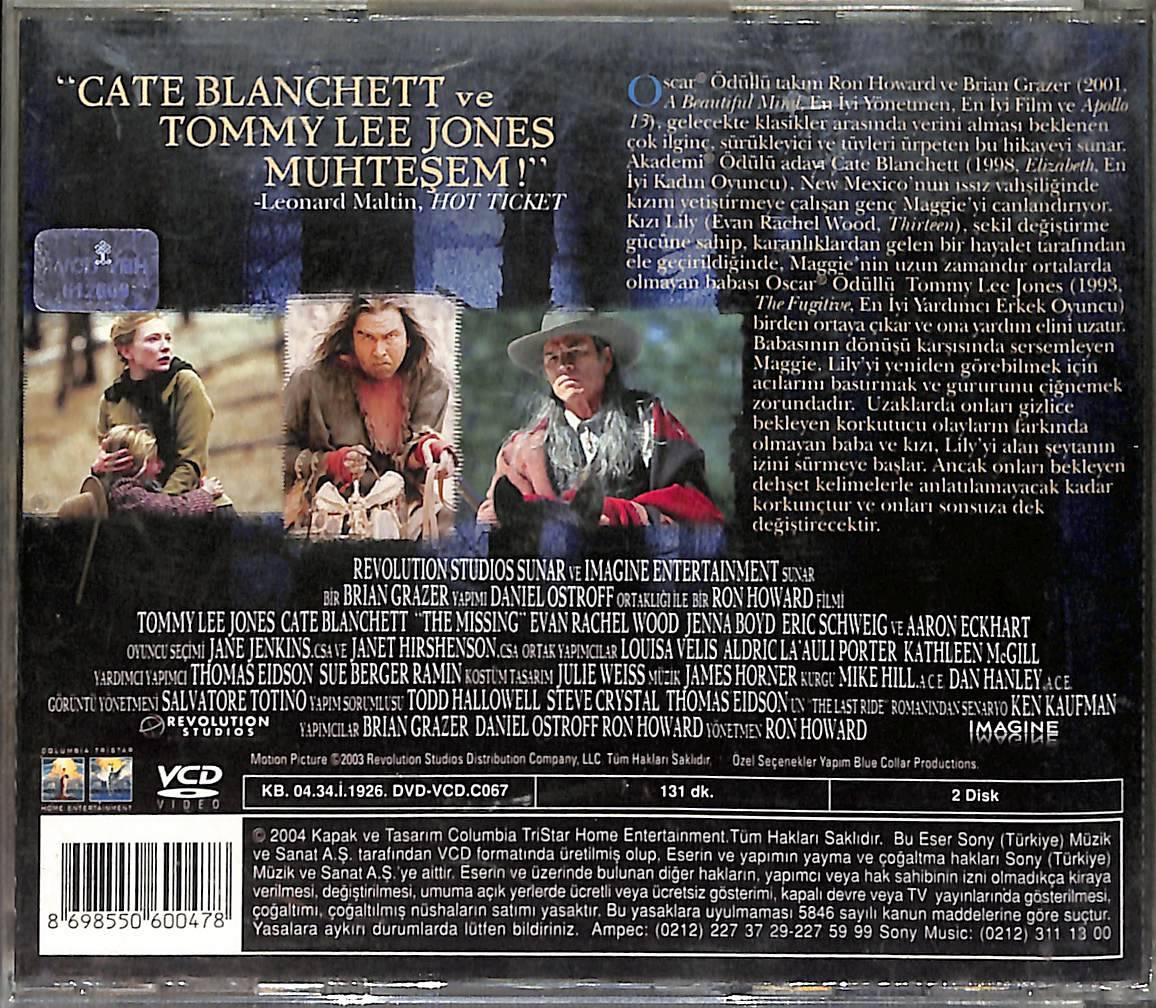 "CATE BLANCHETT ve
TOMMY LEE JONES
MUHTEŞEM!"
-Leonard Maltin, HOT TICKET
Oscar® Ödüllü takım Ron Howard ve Brian Grazer (2001,
A Beautiful Mind, En İyi Yönetmen, En İyi Film ve Apollo
13), gelecekte klasikler arasında yerini alması beklenen
çok ilginç, sürükleyici ve tüyleri ürpeten bu hikayeyi sunar.
Akademi® Ödülü adayı Cate Blanchett (1998, Elizabeth, En
İyi Kadın Oyuncu), New Mexico'nun ıssız vahşiliğinde
kızını yetiştirmeye çalışan genç Maggie'yi canlandırıyor.
Kızı Lily (Evan Rachel Wood, Thirteen), şekil değiştirme
gücüne sahip, karanlıklardan gelen bir hayalet tarafından
ele geçirildiğinde, Maggie'nin uzun zamandır ortalarda
olmayan babası Oscar® Ödüllü Tommy Lee Jones (1993,
The Fugitive, En İyi Yardımcı Erkek Oyuncu)
birden ortaya çıkar ve ona yardım elini uzatır.
Babasının dönüşü karşısında sersemleyen
Maggie, Lily'yi yeniden görebilmek için
acılarını bastırmak ve gururunu çiğnemek
zorundadır. Uzaklarda onları gizlice
bekleyen korkutucu olayların farkında
olmayan baba ve kızı, Lily'yi alan şeytanın
izini sürmeye başlar. Ancak onları bekleyen
dehşet kelimelerle anlatılamayacak kadar
korkunçtur ve onları sonsuza dek
değiştirecektir.
REVOLUTION STUDIOS SUNAR VE IMAGINE ENTERTAINMENT SUNAR
BİR BRIAN GRAZER YAPIMI DANIEL OSTROFF ORTAKLIĞI İLE BİR RON HOWARD FİLMİ
TOMMY LEE JONES CATE BLANCHETT "THE MISSING" EVAN RACHEL WOOD JENNA BOYD ERIC SCHWEIG VE AARON ECKHART
OYUNCU SEÇİMİ JANE JENKINS,CSA VE JANET HIRSHENSON,CSA ORTAK YAPIMCILAR LOUISA VELIS ALDRIC LA'AULI PORTER KATHLEEN McGILL
YARDIMCI YAPIMCI THOMAS EIDSON SUE BERGER RAMIN KOSTÜM TASARIM JULIE WEISS MÜZİK JAMES HORNER KURGU MIKE HILL,A.C.E. DAN HANLEY,A.C.E.
GÖRÜNTÜ YÖNETMENİ SALVATORE TOTINO YAPIM SORUMLUSU TODD HALLOWELL STEVE CRYSTAL THOMAS EIDSON'UN "THE LAST RIDE" ROMANINDAN SENARYO KEN KAUFMAN
YAPIMCILAR BRIAN GRAZER DANIEL OSTROFF RON HOWARD YÖNETMEN RON HOWARD
REVOLUTION
STUDIOS
IMAGINE
COLUMBIA TRISTAR
HOME ENTERTAINMENT
VCD
VIDEO
Motion Picture ©2003 Revolution Studios Distribution Company, LLC Tüm Hakları Saklıdır. Özel Seçenekler Yapım Blue Collar Productions.
KB. 04.34.İ.1926. DVD-VCD.C067
131 dk.
2 Disk
8 698550 600478
© 2004 Kapak ve Tasarım Columbia TriStar Home Entertainment.Tüm Hakları Saklıdır. Bu Eser Sony (Türkiye) Müzik
ve Sanat A.Ş. tarafından VCD formatında üretilmiş olup, Eserin ve yapımın yayma ve çoğaltma hakları Sony (Türkiye)
Müzik ve Sanat A.Ş.'ye aittir. Eserin ve üzerinde bulunan diğer hakların, yapımcı veya hak sahibinin izni olmadıkça kiraya
verilmesi, değiştirilmesi, umuma açık yerlerde ücretli veya ücretsiz gösterimi, kapalı devre veya TV yayınlarında gösterilmesi,
çoğaltımı, çoğaltılmış nüshaların satımı yasaktır. Bu yasaklara uyulmaması 5846 sayılı kanun maddelerine göre suçtur.
Yasalara aykırı durumlarda lütfen bildiriniz. Ampec: (0212) 227 37 29-227 59 99 Sony Music: (0212) 311 13 00